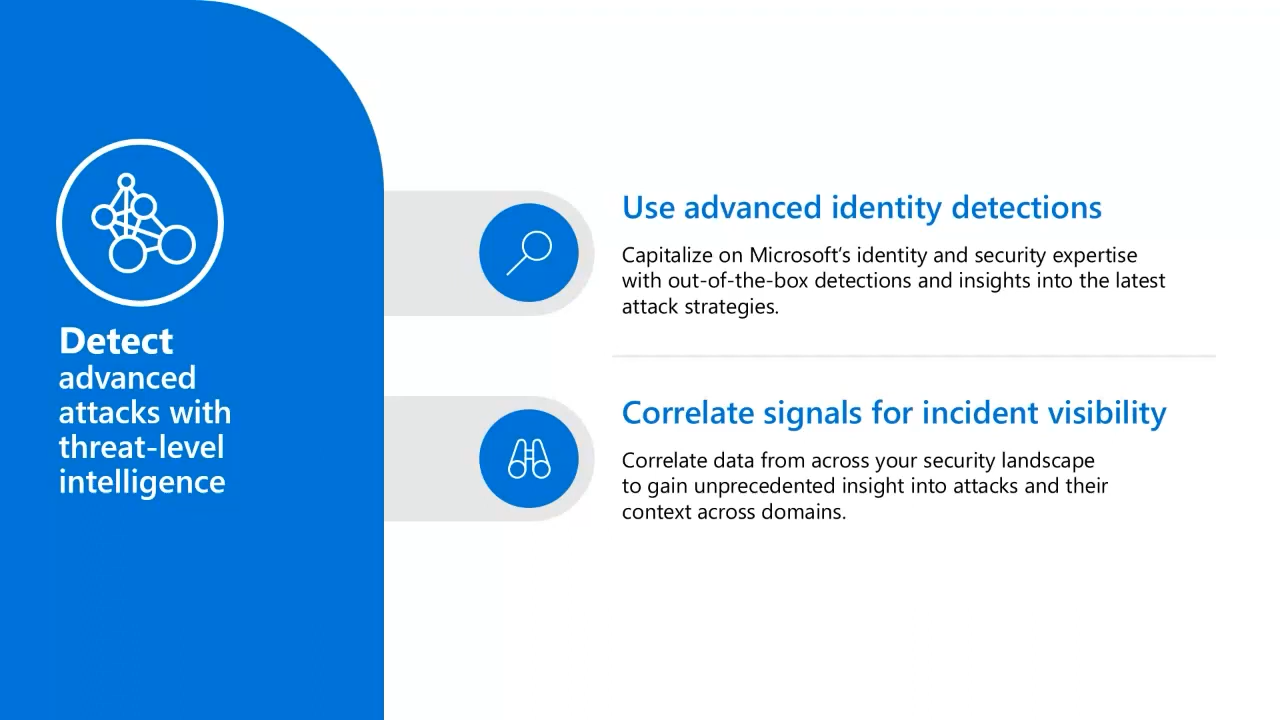 Detect
advanced
attacks with
threat-level
intelligence
Use advanced identity detections
Capitalize on Microsoft's identity and security expertise
with out-of-the-box detections and insights into the latest
attack strategies.
Correlate signals for incident visibility
Correlate data from across your security landscape
to gain unprecedented insight into attacks and their
context across domains.